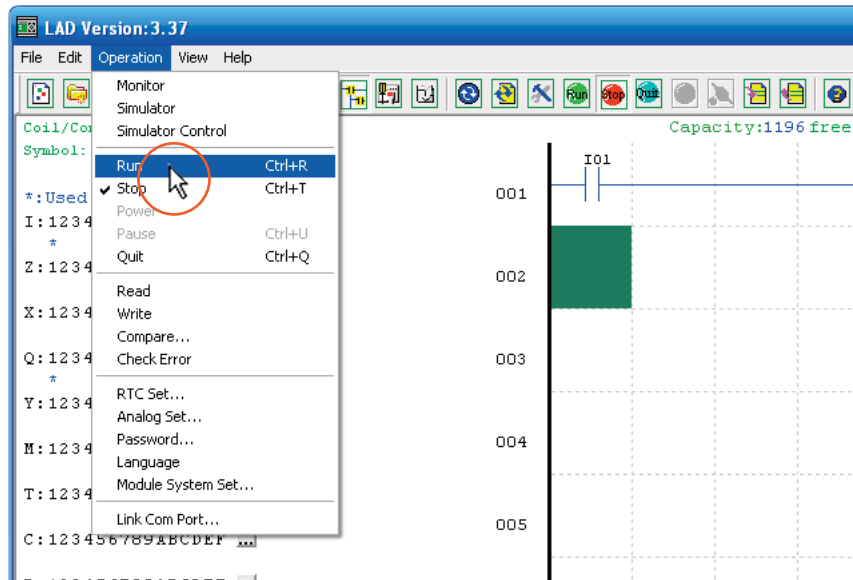 LAD Version:3.37
File Edit Operation View Help
Run Stop Quit
Monitor
Simulator
Simulator Control
Run Ctrl+R
✓ Stop Ctrl+T
Power
Pause Ctrl+U
Quit Ctrl+Q
Read
Write
Compare...
Check Error
RTC Set...
Analog Set...
Password...
Language
Module System Set...
Link Com Port...
Coil/Co
Symbol:
*:Used
I:1234
*
Z:1234
X:1234
Q:1234
*
Y:1234
M:1234
T:1234
C:123456789ABCDEF ...
Capacity:1196 free
I01
001
002
003
004
005